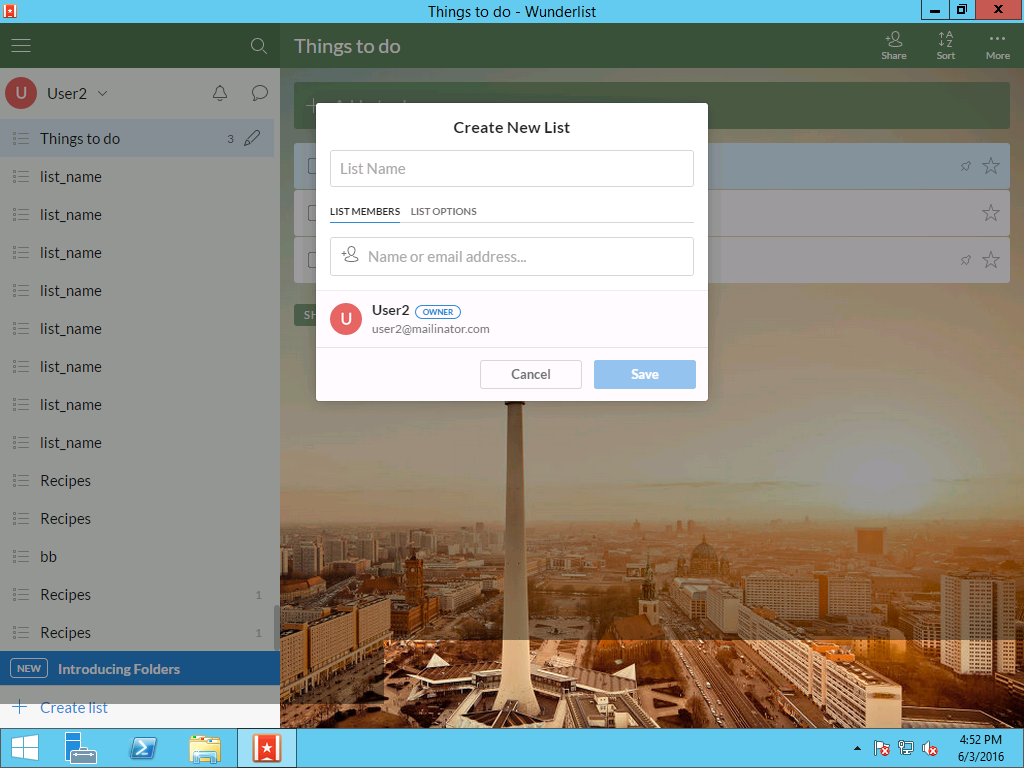 Things to do - Wunderlist
Things to do
Share
Sort
More
U
User2
Things to do
3
list_name
list_name
list_name
list_name
list_name
list_name
list_name
list_name
Recipes
Recipes
bb
Recipes
1
Recipes
1
NEW
Introducing Folders
Create list
Create New List
List Name
LIST MEMBERS
LIST OPTIONS
Name or email address...
U
User2
OWNER
user2@mailinator.com
Cancel
Save
4:52 PM
6/3/2016